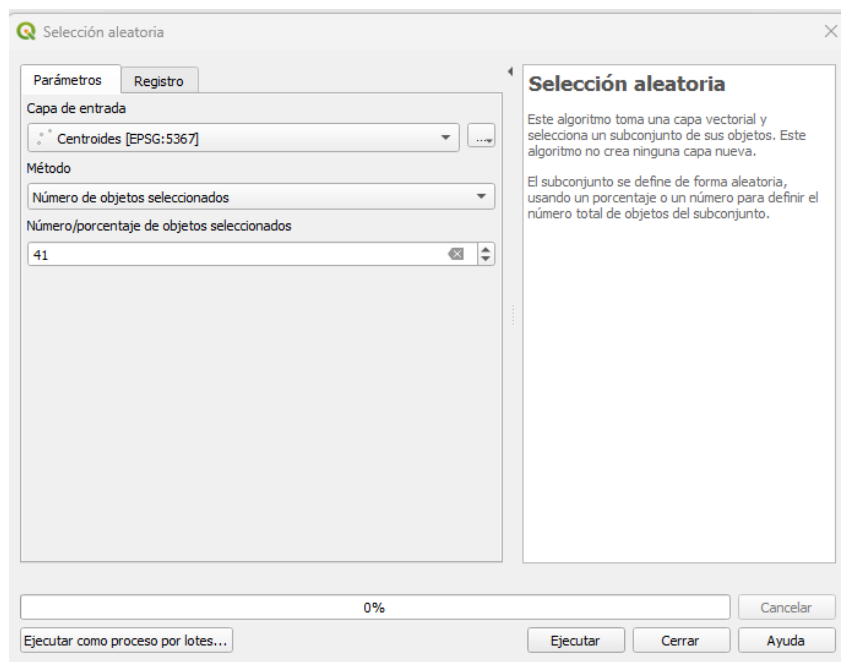 Selección aleatoria
Parámetros
Registro
Capa de entrada
Centroides [EPSG:5367]
...
Método
Número de objetos seleccionados
Número/porcentaje de objetos seleccionados
41
Selección aleatoria
Este algoritmo toma una capa vectorial y
selecciona un subconjunto de sus objetos. Este
algoritmo no crea ninguna capa nueva.
El subconjunto se define de forma aleatoria,
usando un porcentaje o un número para definir el
número total de objetos del subconjunto.
0%
Cancelar
Ejecutar como proceso por lotes...
Ejecutar
Cerrar
Ayuda